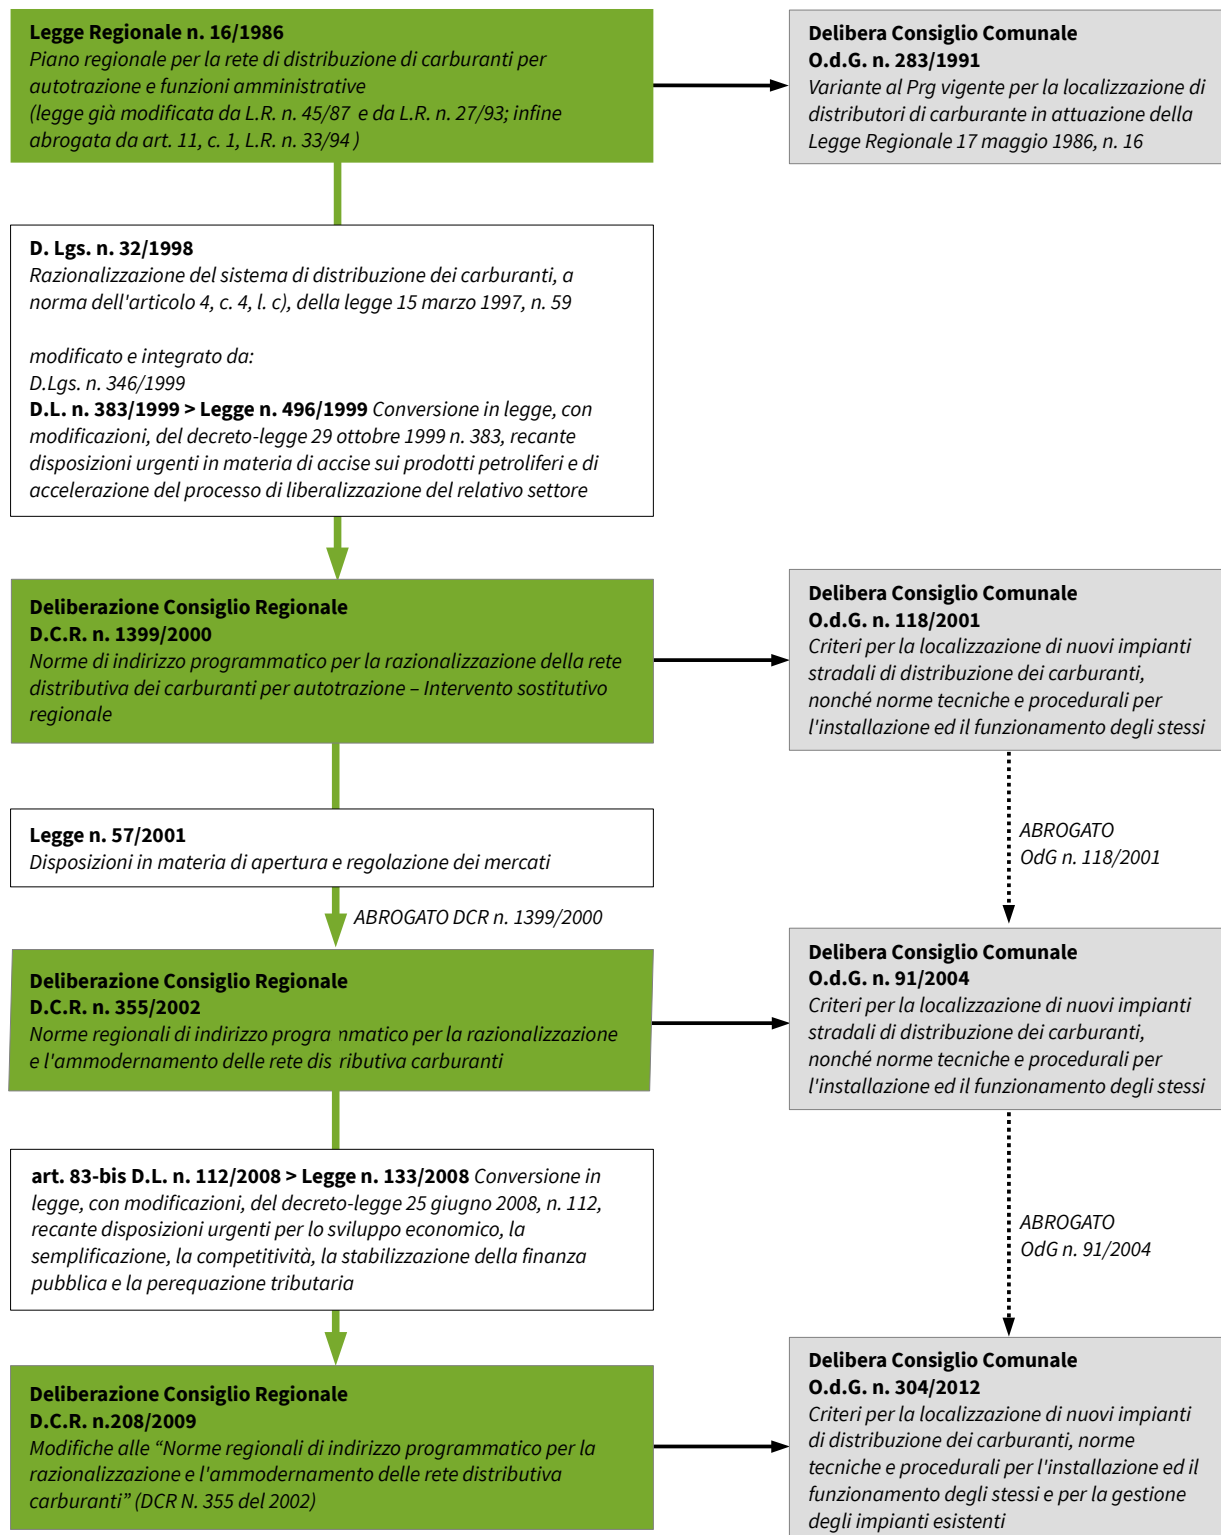 Legge Regionale n. 16/1986
Piano regionale per la rete di distribuzione di carburanti per
autotrazione e funzioni amministrative
(legge già modificata da L.R. n. 45/87 e da L.R. n. 27/93; infine
abrogata da art. 11, c. 1, L.R. n. 33/94 )
Delibera Consiglio Comunale
O.d.G. n. 283/1991
Variante al Prg vigente per la localizzazione di
distributori di carburante in attuazione della
Legge Regionale 17 maggio 1986, n. 16
D. Lgs. n. 32/1998
Razionalizzazione del sistema di distribuzione dei carburanti, a
norma dell'articolo 4, c. 4, l. c), della legge 15 marzo 1997, n. 59
modificato e integrato da:
D.Lgs. n. 346/1999
D.L. n. 383/1999 > Legge n. 496/1999 Conversione in legge, con
modificazioni, del decreto-legge 29 ottobre 1999 n. 383, recante
disposizioni urgenti in materia di accise sui prodotti petroliferi e di
accelerazione del processo di liberalizzazione del relativo settore
Deliberazione Consiglio Regionale
D.C.R. n. 1399/2000
Norme di indirizzo programmatico per la razionalizzazione della rete
distributiva dei carburanti per autotrazione – Intervento sostitutivo
regionale
Delibera Consiglio Comunale
O.d.G. n. 118/2001
Criteri per la localizzazione di nuovi impianti
stradali di distribuzione dei carburanti,
nonché norme tecniche e procedurali per
l'installazione ed il funzionamento degli stessi
Legge n. 57/2001
Disposizioni in materia di apertura e regolazione dei mercati
ABROGATO
OdG n. 118/2001
ABROGATO DCR n. 1399/2000
Deliberazione Consiglio Regionale
D.C.R. n. 355/2002
Norme regionali di indirizzo programmatico per la razionalizzazione
e l'ammodernamento delle rete dis ributiva carburanti
Delibera Consiglio Comunale
O.d.G. n. 91/2004
Criteri per la localizzazione di nuovi impianti
stradali di distribuzione dei carburanti,
nonché norme tecniche e procedurali per
l'installazione ed il funzionamento degli stessi
art. 83-bis D.L. n. 112/2008 > Legge n. 133/2008 Conversione in
legge, con modificazioni, del decreto-legge 25 giugno 2008, n. 112,
recante disposizioni urgenti per lo sviluppo economico, la
semplificazione, la competitività, la stabilizzazione della finanza
pubblica e la perequazione tributaria
ABROGATO
OdG n. 91/2004
Deliberazione Consiglio Regionale
D.C.R. n.208/2009
Modifiche alle “Norme regionali di indirizzo programmatico per la
razionalizzazione e l'ammodernamento delle rete distributiva
carburanti” (DCR N. 355 del 2002)
Delibera Consiglio Comunale
O.d.G. n. 304/2012
Criteri per la localizzazione di nuovi impianti
di distribuzione dei carburanti, norme
tecniche e procedurali per l'installazione ed il
funzionamento degli stessi e per la gestione
degli impianti esistenti